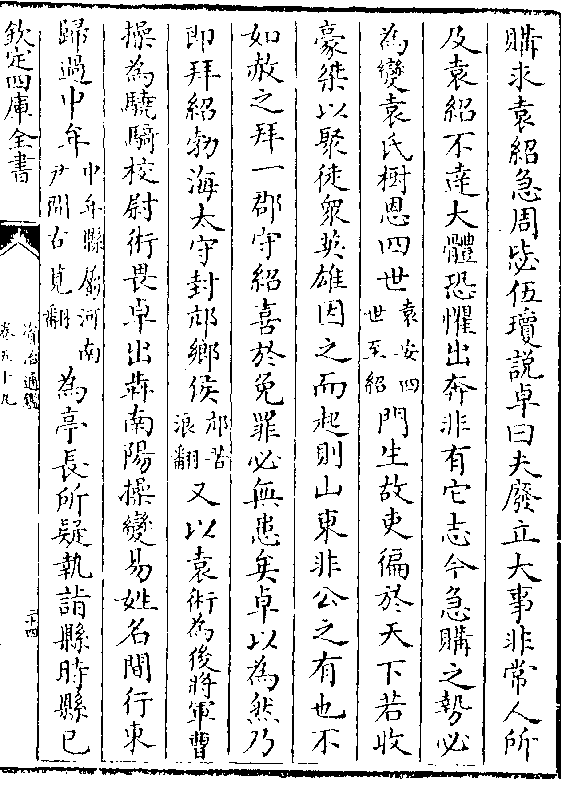 購求袁紹急周毖伍瓊說卓曰夫廢立大事非常人所
及袁紹不達大體恐懼出奔非有它志今急購之勢必
為變袁氏樹恩四世袁安四世至紹門生故吏徧於天下若收
豪桀以聚徒衆英雄因之而起則山東非公之有也不
如赦之拜一郡守紹喜於免罪必無患矣卓以為然乃
即拜紹勃海太守封邟鄉侯邟苦浪翻又以袁術為後將軍曹
操為驍騎校尉術畏卓出犇南陽操變易姓名間行東
歸過中牟中牟縣屬河南尹間古莧翻為亭長所疑執詣縣時縣已
欽定四庫全書
資治通鑑
卷五十九
三十四